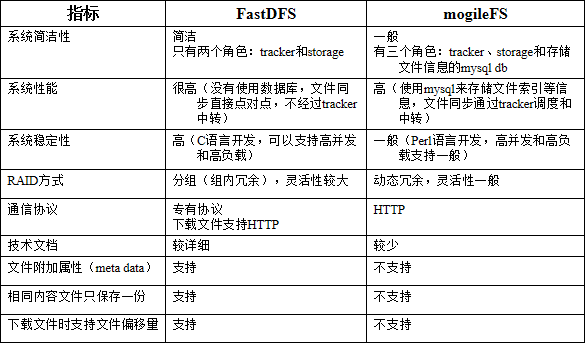 指标 FastDFS mogileFS
系统简洁性 简洁 一般
只有两个角色：tracker和storage 有三个角色：tracker、storage和存储
文件信息的mysql db
系统性能 很高（没有使用数据库，文件同 高（使用mysql来存储文件索引等信
步直接点对点，不经过tracker 息，文件同步通过tracker调度和
中转） 中转）
系统稳定性 高（C语言开发，可以支持高并发 一般（Perl语言开发，高并发和高负
和高负载） 载支持一般）
RAID方式 分组（组内冗余），灵活性较大 动态冗余，灵活性一般
通信协议 专有协议 HTTP
下载文件支持HTTP
技术文档 较详细 较少
文件附加属性（meta data） 支持 不支持
相同内容文件只保存一份 支持 不支持
下载文件时支持文件偏移量 支持 不支持